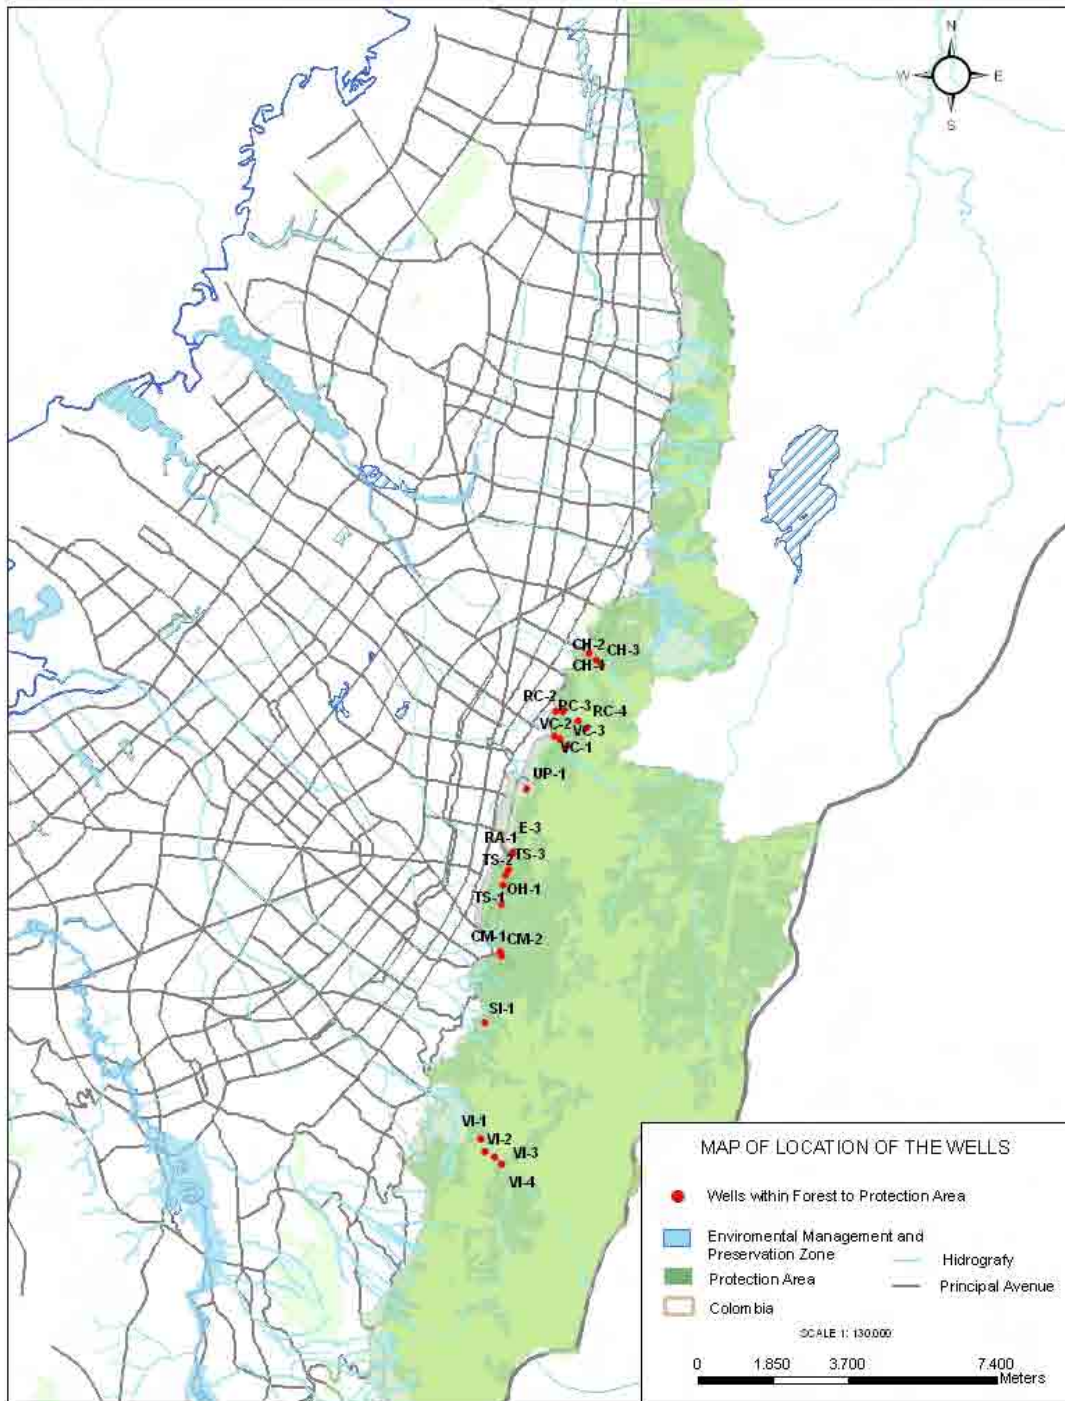 N
W E
S
CH-2
CH-3
CH-1
RC-2
RC-3
RC-4
VC-2
VC-3
VC-1
UP-1
E-3
RA-1
TS-3
TS-2
OH-1
TS-1
CM-1
CM-2
SI-1
VI-1
VI-2
VI-3
VI-4
MAP OF LOCATION OF THE WELLS
Wells within Forest to Protection Area
Enviromental Management and
Preservation Zone
Hidrografy
Protection Area
Principal Avenue
Colombia
SCALE 1: 130.000
0 1.850 3.700 7.400
Meters